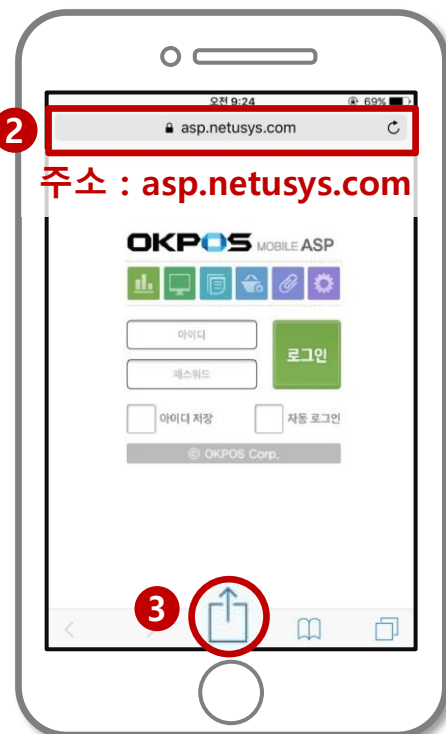 오전 9:24
69%
2
asp.netusys.com
주소 : asp.netusys.com
OKPOS MOBILE ASP
아이디
로그인
패스워드
아이디 저장
자동 로그인
© OKPOS Corp.
3